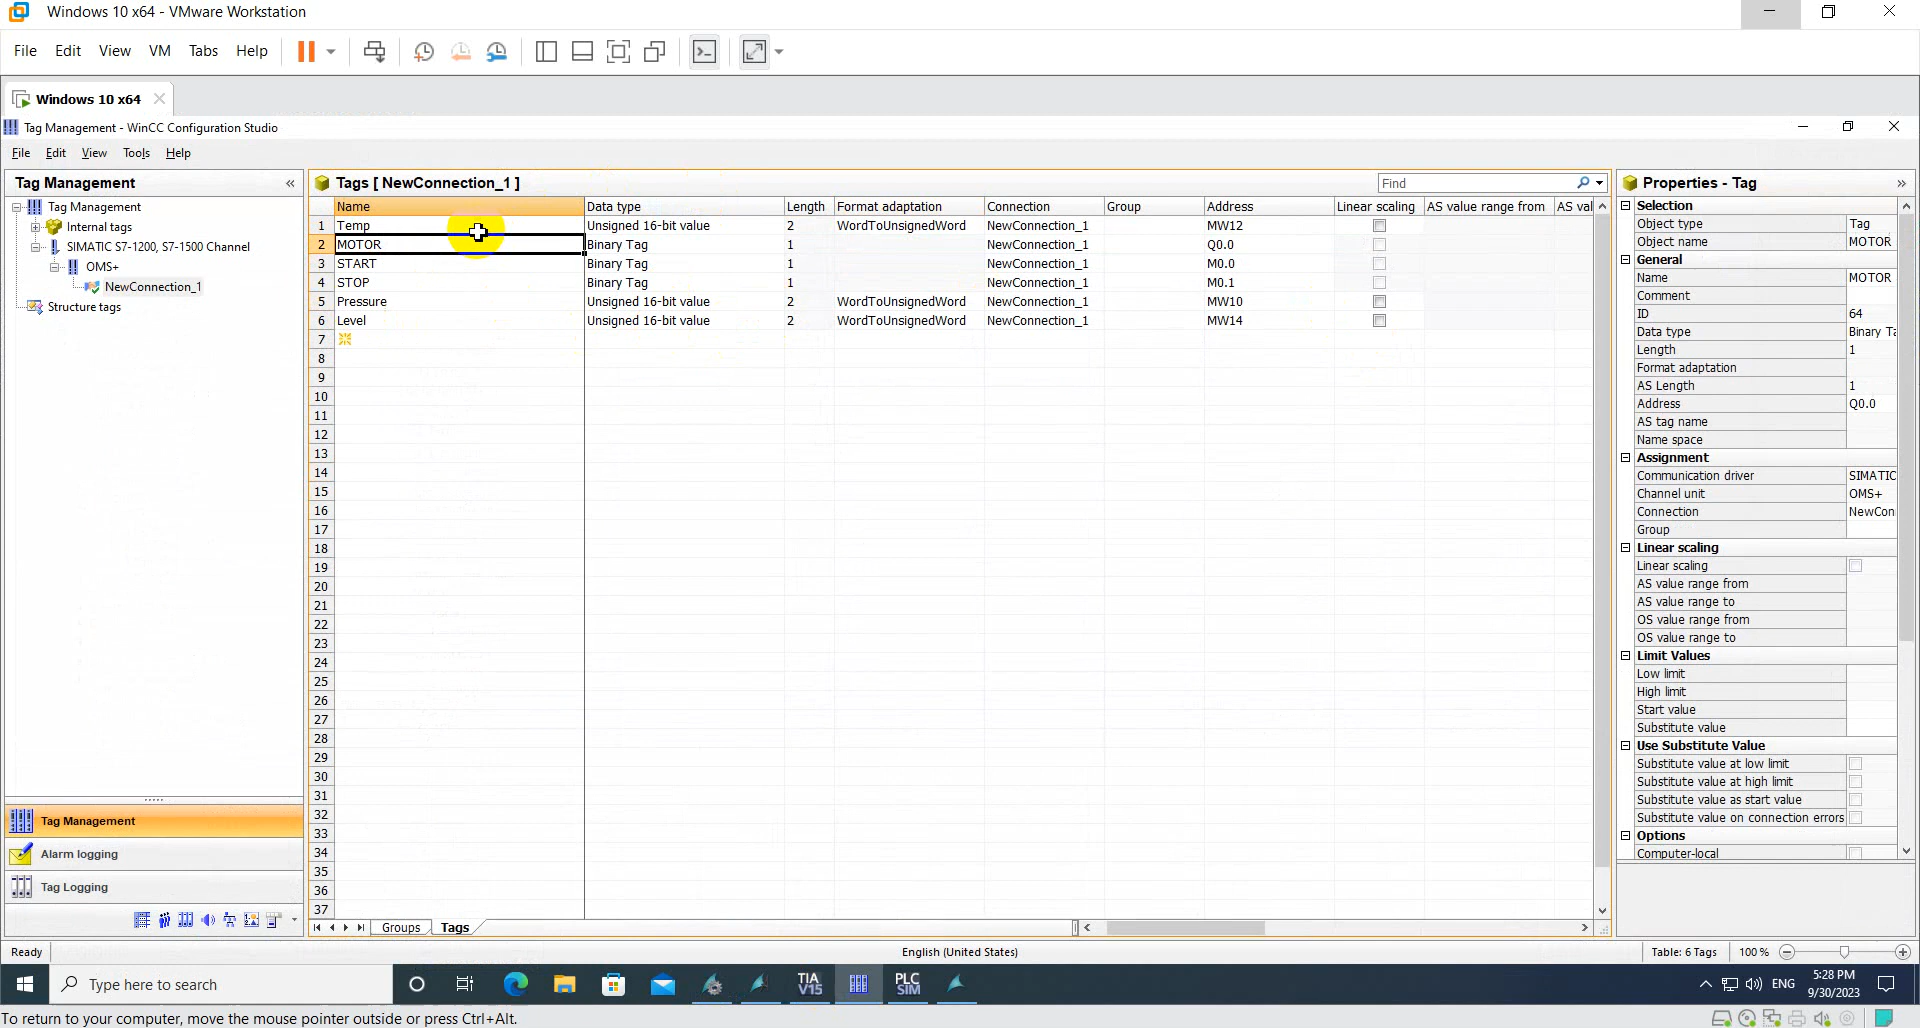 Windows 10 x64 - VMware Workstation
File Edit View VM Tabs Help
Windows 10 x64
Tag Management - WinCC Configuration Studio
File Edit View Tools Help
Tag Management
Tag Management
Internal tags
SIMATIC S7-1200, S7-1500 Channel
OMS+
NewConnection_1
Structure tags
Tag Management
Alarm logging
Tag Logging
Tags [ NewConnection_1 ]
Find
Name Data type Length Format adaptation Connection Group Address Linear scaling AS value range from AS val
1 Temp Unsigned 16-bit value 2 WordToUnsignedWord NewConnection_1 MW12
2 MOTOR Binary Tag 1 NewConnection_1 Q0.0
3 START Binary Tag 1 NewConnection_1 M0.0
4 STOP Binary Tag 1 NewConnection_1 M0.1
5 Pressure Unsigned 16-bit value 2 WordToUnsignedWord NewConnection_1 MW10
6 Level Unsigned 16-bit value 2 WordToUnsignedWord NewConnection_1 MW14
7
8
9
10
11
12
13
14
15
16
17
18
19
20
21
22
23
24
25
26
27
28
29
30
31
32
33
34
35
36
37
Groups Tags
Properties - Tag
Selection
Object type Tag
Object name MOTOR
General
Name MOTOR
Comment
ID 64
Data type Binary Ta
Length 1
Format adaptation
AS Length 1
Address Q0.0
AS tag name
Name space
Assignment
Communication driver SIMATIC
Channel unit OMS+
Connection NewCon
Group
Linear scaling
Linear scaling
AS value range from
AS value range to
OS value range from
OS value range to
Limit Values
Low limit
High limit
Start value
Substitute value
Use Substitute Value
Substitute value at low limit
Substitute value at high limit
Substitute value as start value
Substitute value on connection errors
Options
Computer-local
Ready English (United States) Table: 6 Tags 100 %
Type here to search
TIA V15
PLC SIM
ENG
5:28 PM
9/30/2023
To return to your computer, move the mouse pointer outside or press Ctrl+Alt.